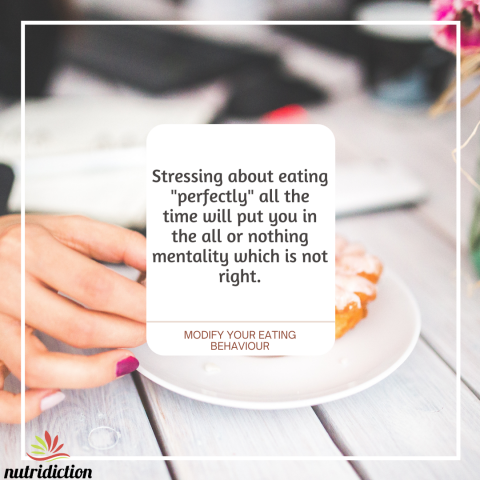 Stressing about eating
"perfectly" all the
time will put you in
the all or nothing
mentality which is not
right.
MODIFY YOUR EATING
BEHAVIOUR
nutridiction